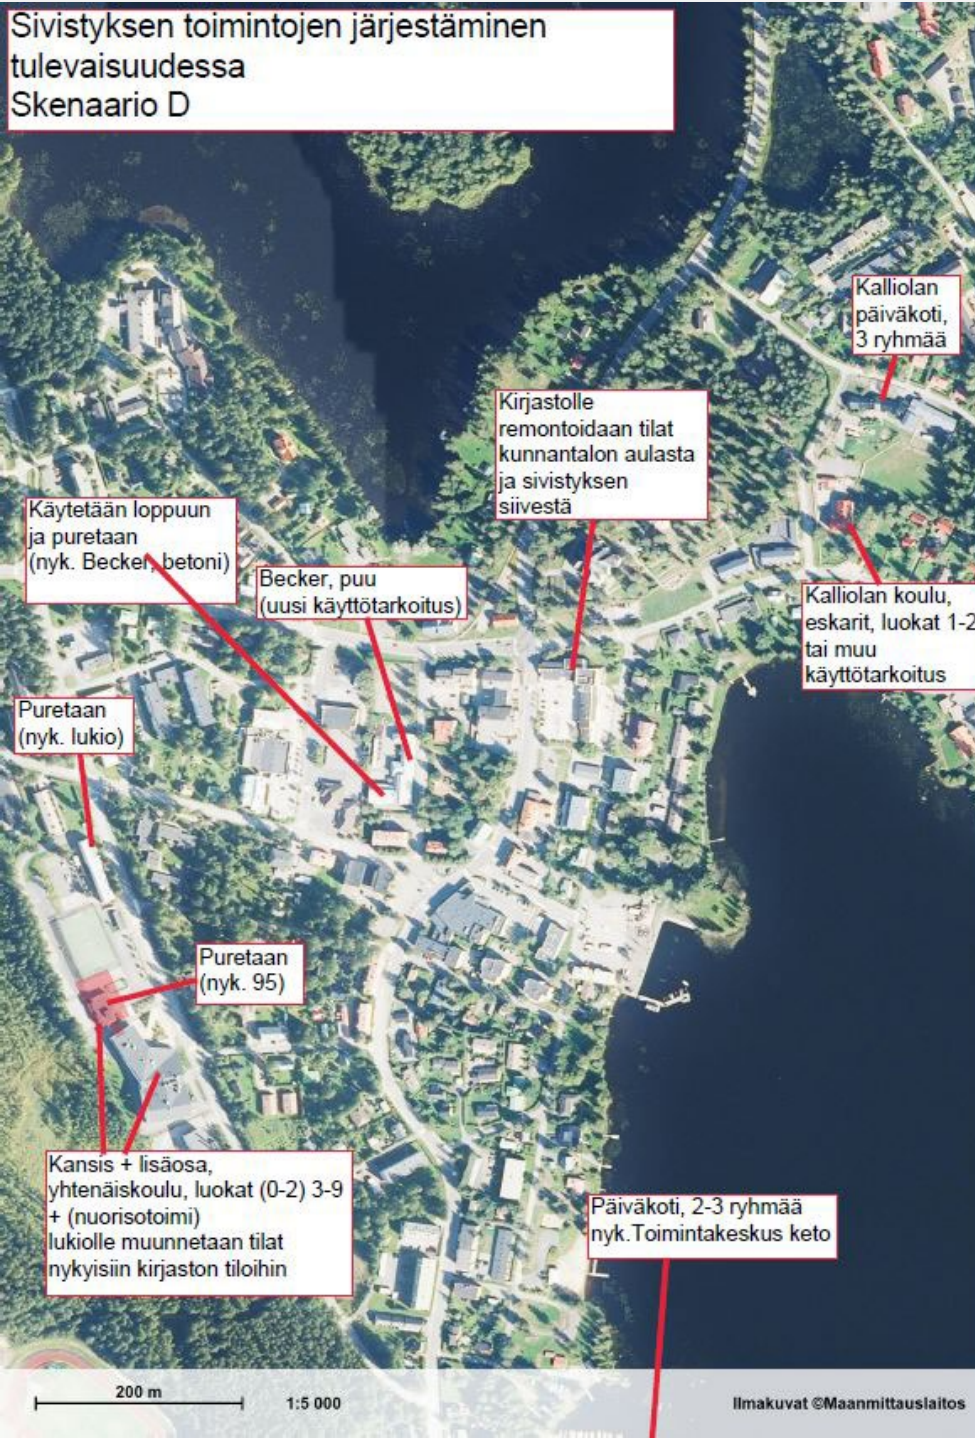 Sivistyksen toimintojen järjestäminen
tulevaisuudessa
Skenaario D
Kalliolan
päiväkoti,
3 ryhmää
Kirjastolle
remontoidaan tilat
kunnantalon aulasta
ja sivistyksen
siivestä
Käytetään loppuun
ja puretaan
(nyk. Becker, betoni)
Becker, puu
(uusi käyttötarkoitus)
Kalliolan koulu,
eskarit, luokat 1-2
tai muu
käyttötarkoitus
Puretaan
(nyk. lukio)
Puretaan
(nyk. 95)
Kansis + lisäosa,
yhtenäiskoulu, luokat (0-2) 3-9
+ (nuorisotoimi)
lukiolle muunnetaan tilat
nykyisiin kirjaston tiloihin
Päiväkoti, 2-3 ryhmää
nyk.Toimintakeskus keto
200 m
1:5 000
Ilmakuvat ©Maanmittauslaitos